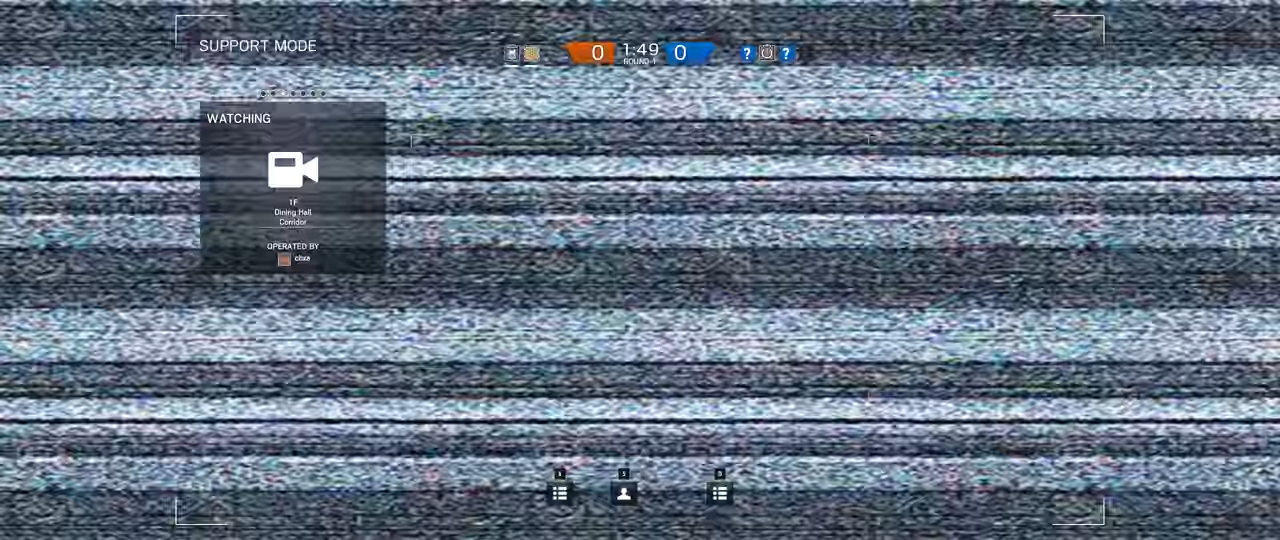 SUPPORT MODE
0 1:49 0
ROUND 1
? ?
WATCHING
1F
Dining Hall
Corridor
OPERATED BY
S